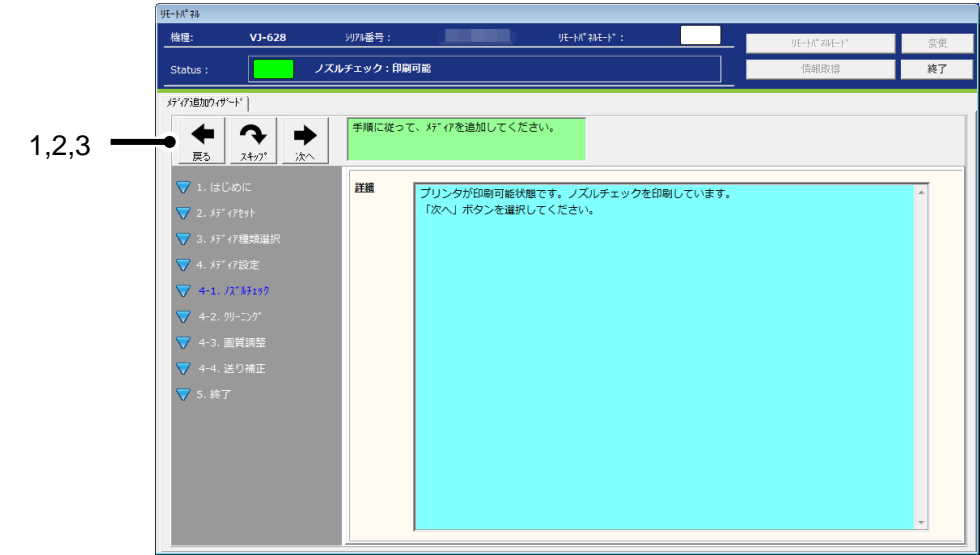 ﾘﾓｰﾄﾊﾟﾈﾙ
機種: VJ-628 ｼﾘｱﾙ番号： ﾘﾓｰﾄﾊﾟﾈﾙﾓｰﾄﾞ： ﾘﾓｰﾄﾊﾟﾈﾙﾓｰﾄﾞ 変更
Status： ノズルチェック：印刷可能 情報取得 終了
ﾒﾃﾞｨｱ追加ｳｨｻﾞｰﾄﾞ
1,2,3
戻る ｽｷｯﾌﾟ 次へ
手順に従って、ﾒﾃﾞｨｱを追加してください。
1. はじめに
2. ﾒﾃﾞｨｱｾｯﾄ
3. ﾒﾃﾞｨｱ種類選択
4. ﾒﾃﾞｨｱ設定
4-1. ﾉｽﾞﾙﾁｪｯｸ
4-2. ｸﾘｰﾆﾝｸﾞ
4-3. 画質調整
4-4. 送り補正
5. 終了
詳細
プリンタが印刷可能状態です。ノズルチェックを印刷しています。
「次へ」ボタンを選択してください。